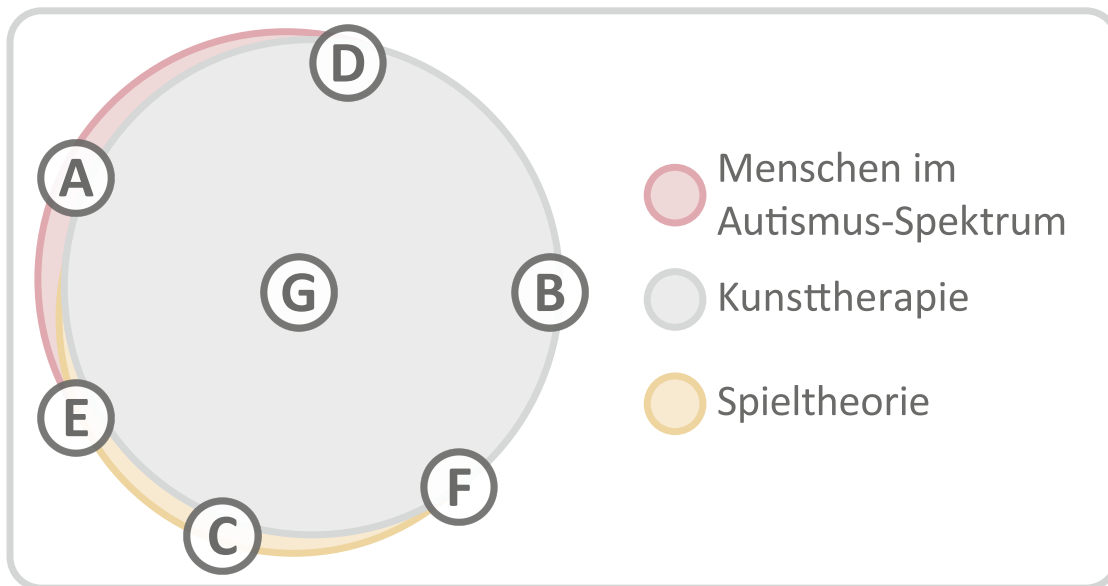 D
A
G
B
E
F
C
Menschen im
Autismus-Spektrum
Kunsttherapie
Spieltheorie